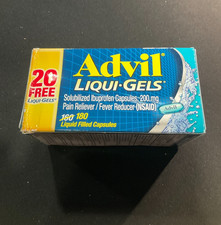 20
FREE
LIQUI-GELS*
Advil
LIQUI-GELS
Solubilized Ibuprofen Capsules, 200 mg
Pain Reliever / Fever Reducer (NSAID)
160 180
Liquid Filled Capsules